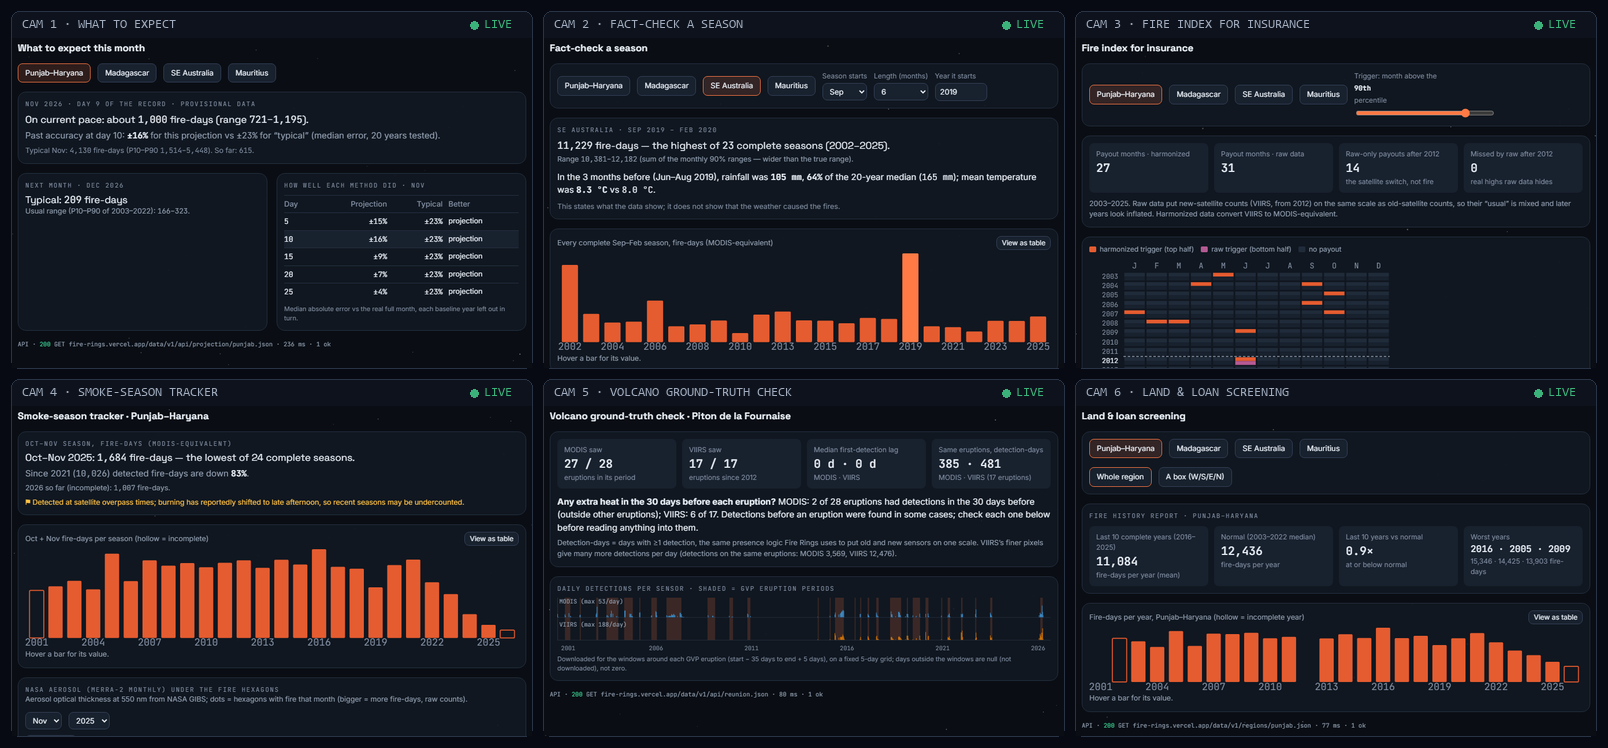 CAM 1 · WHAT TO EXPECT
LIVE
What to expect this month
Punjab–Haryana
Madagascar
SE Australia
Mauritius
NOV 2026 · DAY 9 OF THE RECORD · PROVISIONAL DATA
On current pace: about 1,000 fire-days (range 721–1,195).
Past accuracy at day 10: ±16% for this projection vs ±23% for “typical” (median error, 20 years tested).
Typical Nov: 4,130 fire-days (P10–P90 1,514–5,448). So far: 615.
NEXT MONTH · DEC 2026
Typical: 209 fire-days
Usual range (P10–P90 of 2003–2022): 166–323.
HOW WELL EACH METHOD DID · NOV
Day Projection Typical Better
5 ±15% ±23% projection
10 ±16% ±23% projection
15 ±9% ±23% projection
20 ±7% ±23% projection
25 ±4% ±23% projection
Median absolute error vs the real full month, each baseline year left out in
turn.
API · 200 GET fire-rings.vercel.app/data/v1/api/projection/punjab.json · 236 ms · 1 ok
CAM 2 · FACT-CHECK A SEASON
LIVE
Fact-check a season
Punjab–Haryana
Madagascar
SE Australia
Mauritius
Season starts
Sep
Length (months)
6
Year it starts
2019
SE AUSTRALIA · SEP 2019 – FEB 2020
11,229 fire-days — the highest of 23 complete seasons (2002–2025).
Range 10,381–12,182 (sum of the monthly 90% ranges — wider than the true range).
In the 3 months before (Jun–Aug 2019), rainfall was 105 mm, 64% of the 20-year median (165 mm); mean temperature
was 8.3 °C vs 8.0 °C.
This states what the data show; it does not show that the weather caused the fires.
Every complete Sep–Feb season, fire-days (MODIS-equivalent)
View as table
2002 2004 2006 2008 2010 2013 2015 2017 2019 2021 2023 2025
Hover a bar for its value.
CAM 3 · FIRE INDEX FOR INSURANCE
LIVE
Fire index for insurance
Punjab–Haryana
Madagascar
SE Australia
Mauritius
Trigger: month above the
90th
percentile
Payout months · harmonized
27
Payout months · raw data
31
Raw-only payouts after 2012
14
the satellite switch, not fire
Missed by raw after 2012
0
real highs raw data hides
2003–2025. Raw data put new-satellite counts (VIIRS, from 2012) on the same scale as old-satellite counts, so their “usual” is mixed and later
years look inflated. Harmonized data convert VIIRS to MODIS-equivalent.
harmonized trigger (top half)
raw trigger (bottom half)
no payout
J F M A M J J A S O N D
2003
2004
2005
2006
2007
2008
2009
2010
2011
2012
CAM 4 · SMOKE-SEASON TRACKER
LIVE
Smoke-season tracker · Punjab–Haryana
OCT–NOV SEASON, FIRE-DAYS (MODIS-EQUIVALENT)
Oct–Nov 2025: 1,684 fire-days — the lowest of 24 complete seasons.
Since 2021 (10,026) detected fire-days are down 83%.
2026 so far (incomplete): 1,007 fire-days.
Detected at satellite overpass times; burning has reportedly shifted to late afternoon, so recent seasons may be undercounted.
Oct + Nov fire-days per season (hollow = incomplete)
View as table
2001 2004 2007 2010 2013 2016 2019 2022 2025
Hover a bar for its value.
NASA AEROSOL (MERRA-2 MONTHLY) UNDER THE FIRE HEXAGONS
Aerosol optical thickness at 550 nm from NASA GIBS; dots = hexagons with fire that month (bigger = more fire-days, raw counts).
Nov
2025
CAM 5 · VOLCANO GROUND-TRUTH CHECK
LIVE
Volcano ground-truth check · Piton de la Fournaise
MODIS saw
27 / 28
eruptions in its period
VIIRS saw
17 / 17
eruptions since 2012
Median first-detection lag
0 d · 0 d
MODIS · VIIRS
Same eruptions, detection-days
385 · 481
MODIS · VIIRS (17 eruptions)
Any extra heat in the 30 days before each eruption? MODIS: 2 of 28 eruptions had detections in the 30 days before
(outside other eruptions); VIIRS: 6 of 17. Detections before an eruption were found in some cases; check each one below
before reading anything into them.
Detection-days = days with ≥1 detection, the same presence logic Fire Rings uses to put old and new sensors on one scale. VIIRS's finer pixels
give many more detections per day (detections on the same eruptions: MODIS 3,569, VIIRS 12,476).
DAILY DETECTIONS PER SENSOR · SHADED = GVP ERUPTION PERIODS
MODIS (max 53/day)
VIIRS (max 188/day)
2001 2006 2011 2016 2021 2026
Downloaded for the windows around each GVP eruption (start − 35 days to end + 5 days), on a fixed 5-day grid; days outside the windows are null (not
downloaded), not zero.
API · 200 GET fire-rings.vercel.app/data/v1/api/reunion.json · 80 ms · 1 ok
CAM 6 · LAND & LOAN SCREENING
LIVE
Land & loan screening
Punjab–Haryana
Madagascar
SE Australia
Mauritius
Whole region
A box (W/S/E/N)
FIRE HISTORY REPORT · PUNJAB–HARYANA
Last 10 complete years (2016–
2025)
11,084
fire-days per year (mean)
Normal (2003–2022 median)
12,436
fire-days per year
Last 10 years vs normal
0.9×
at or below normal
Worst years
2016 · 2005 · 2009
15,346 · 14,425 · 13,903 fire-
days
Fire-days per year, Punjab–Haryana (hollow = incomplete year)
View as table
2001 2004 2007 2010 2013 2016 2019 2022 2025
Hover a bar for its value.
API · 200 GET fire-rings.vercel.app/data/v1/regions/punjab.json · 77 ms · 1 ok